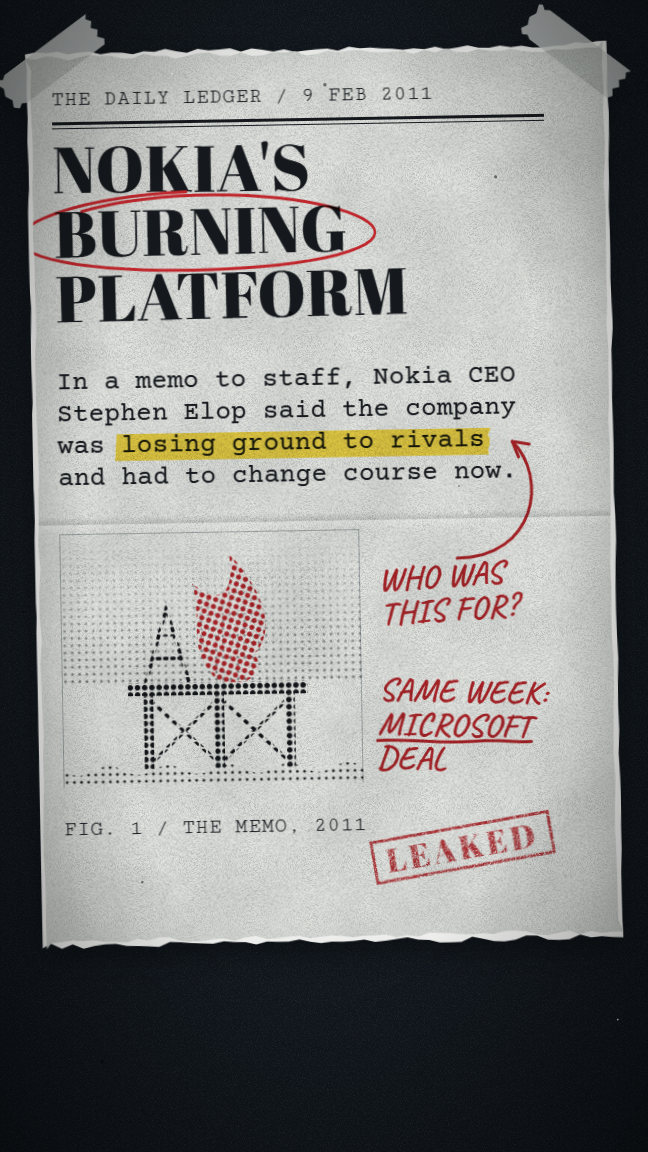 THE DAILY LEDGER / 9 FEB 2011
NOKIA'S
BURNING
PLATFORM
In a memo to staff, Nokia CEO
Stephen Elop said the company
was losing ground to rivals
and had to change course now.
WHO WAS
THIS FOR?
SAME WEEK:
MICROSOFT
DEAL
FIG. 1 / THE MEMO, 2011
LEAKED